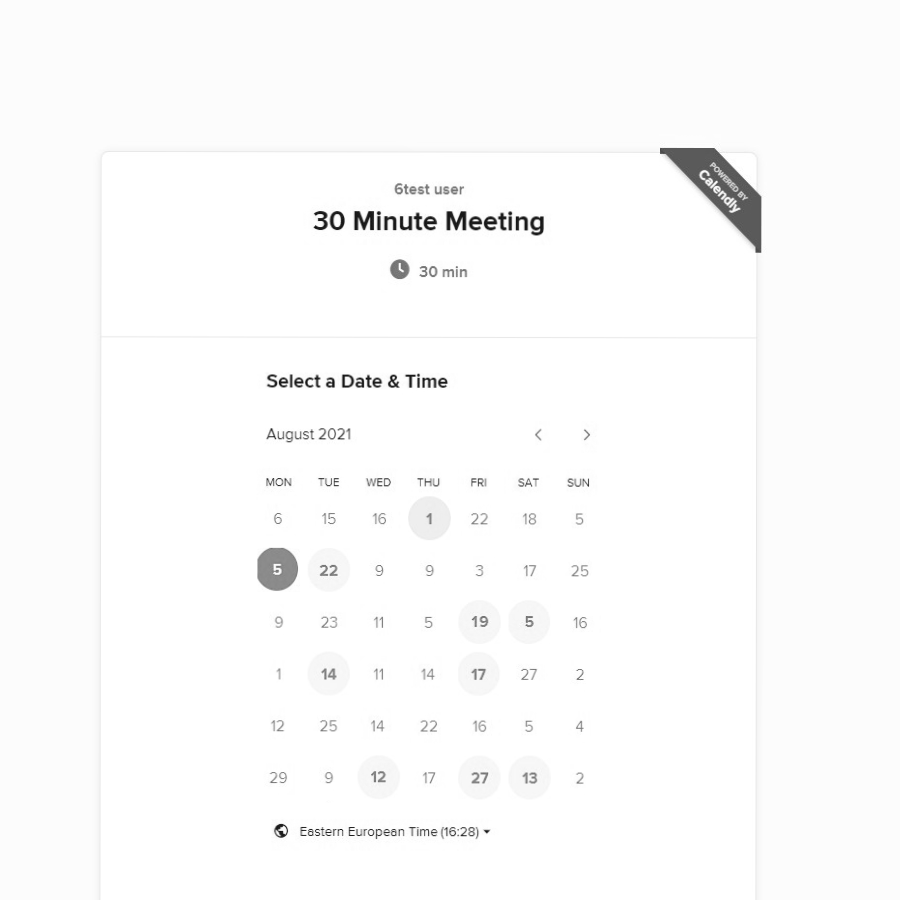 POWERED BY
Calendly
6test user
30 Minute Meeting
30 min
Select a Date & Time
August 2021
MON TUE WED THU FRI SAT SUN
6 15 16 1 22 18 5
5 22 9 9 3 17 25
9 23 11 5 19 5 16
1 14 11 14 17 27 2
12 25 14 22 16 5 4
29 9 12 17 27 13 2
Eastern European Time (16:28)